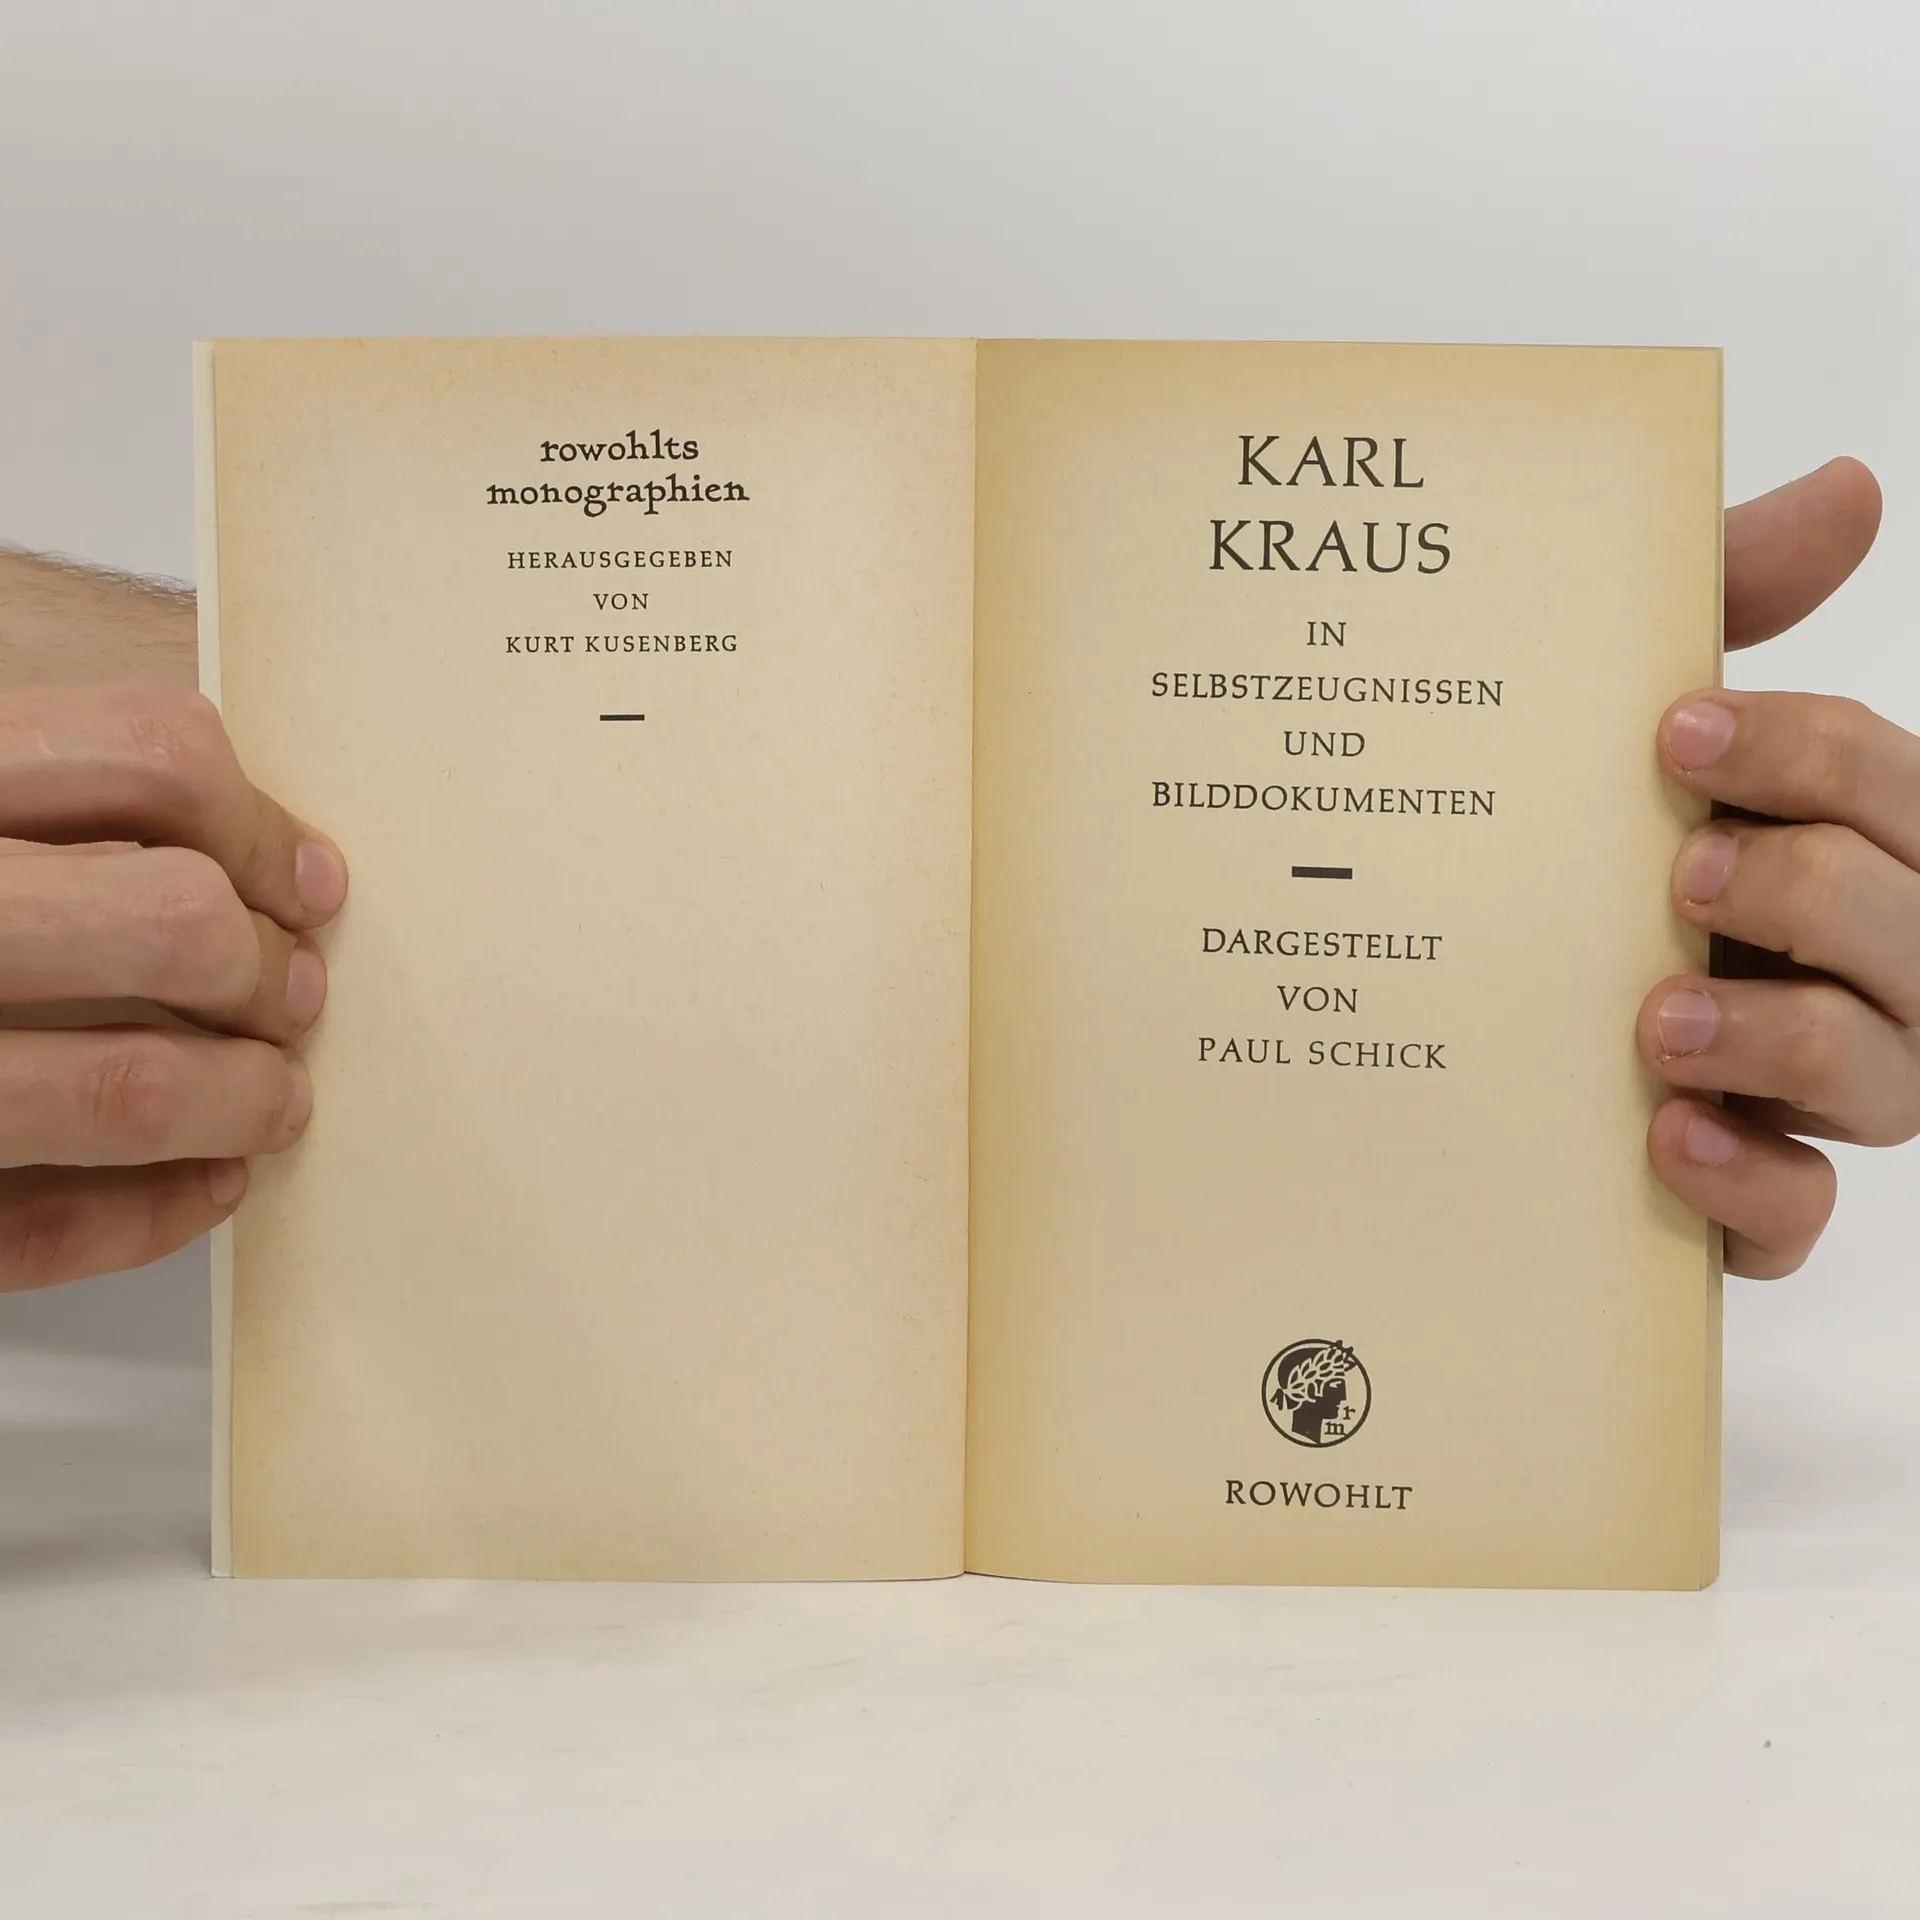 rowohlts
monographien
HERAUSGEGEBEN
VON
KURT KUSENBERG
KARL
KRAUS
IN
SELBSTZEUGNISSEN
UND
BILDDOKUMENTEN
DARGESTELLT
VON
PAUL SCHICK
r
m
ROWOHLT